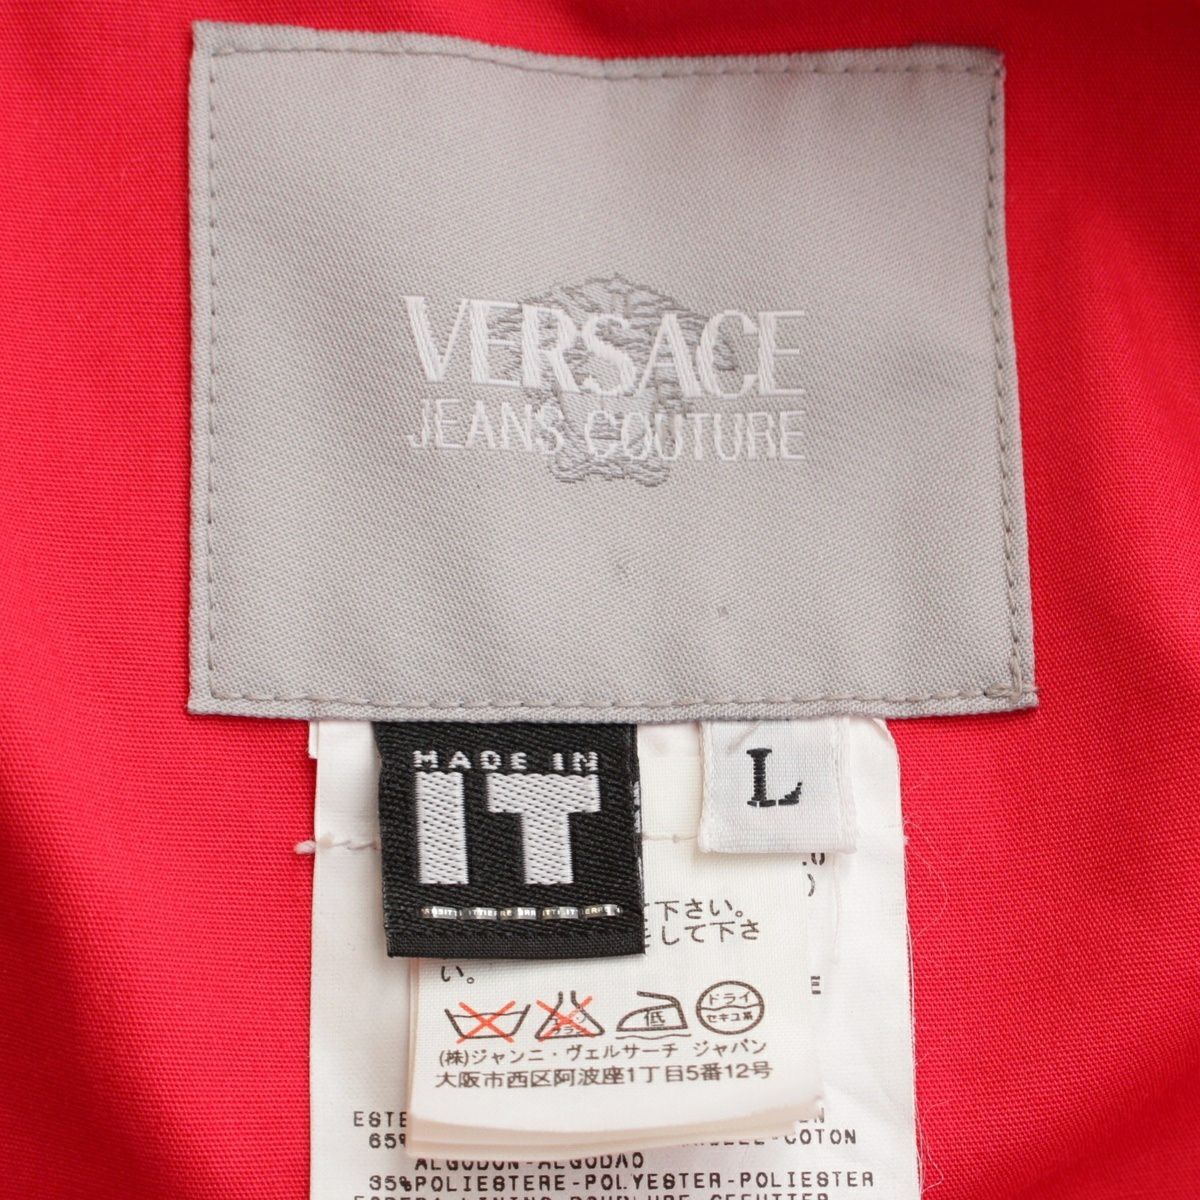 VERSACE
JEANS COUTURE
MADE IN
IT
L
.0
)
て下さい。
して下さ
い。
E
ドライ
セキユ系
低
(株)ジャンニ・ヴェルサーチ ジャパン
大阪市西区阿波座1丁目5番12号
ESTE
65%
COTON
ALGODON-ALGODAO
35%POLIESTERE-POLYESTER-POLIESTER